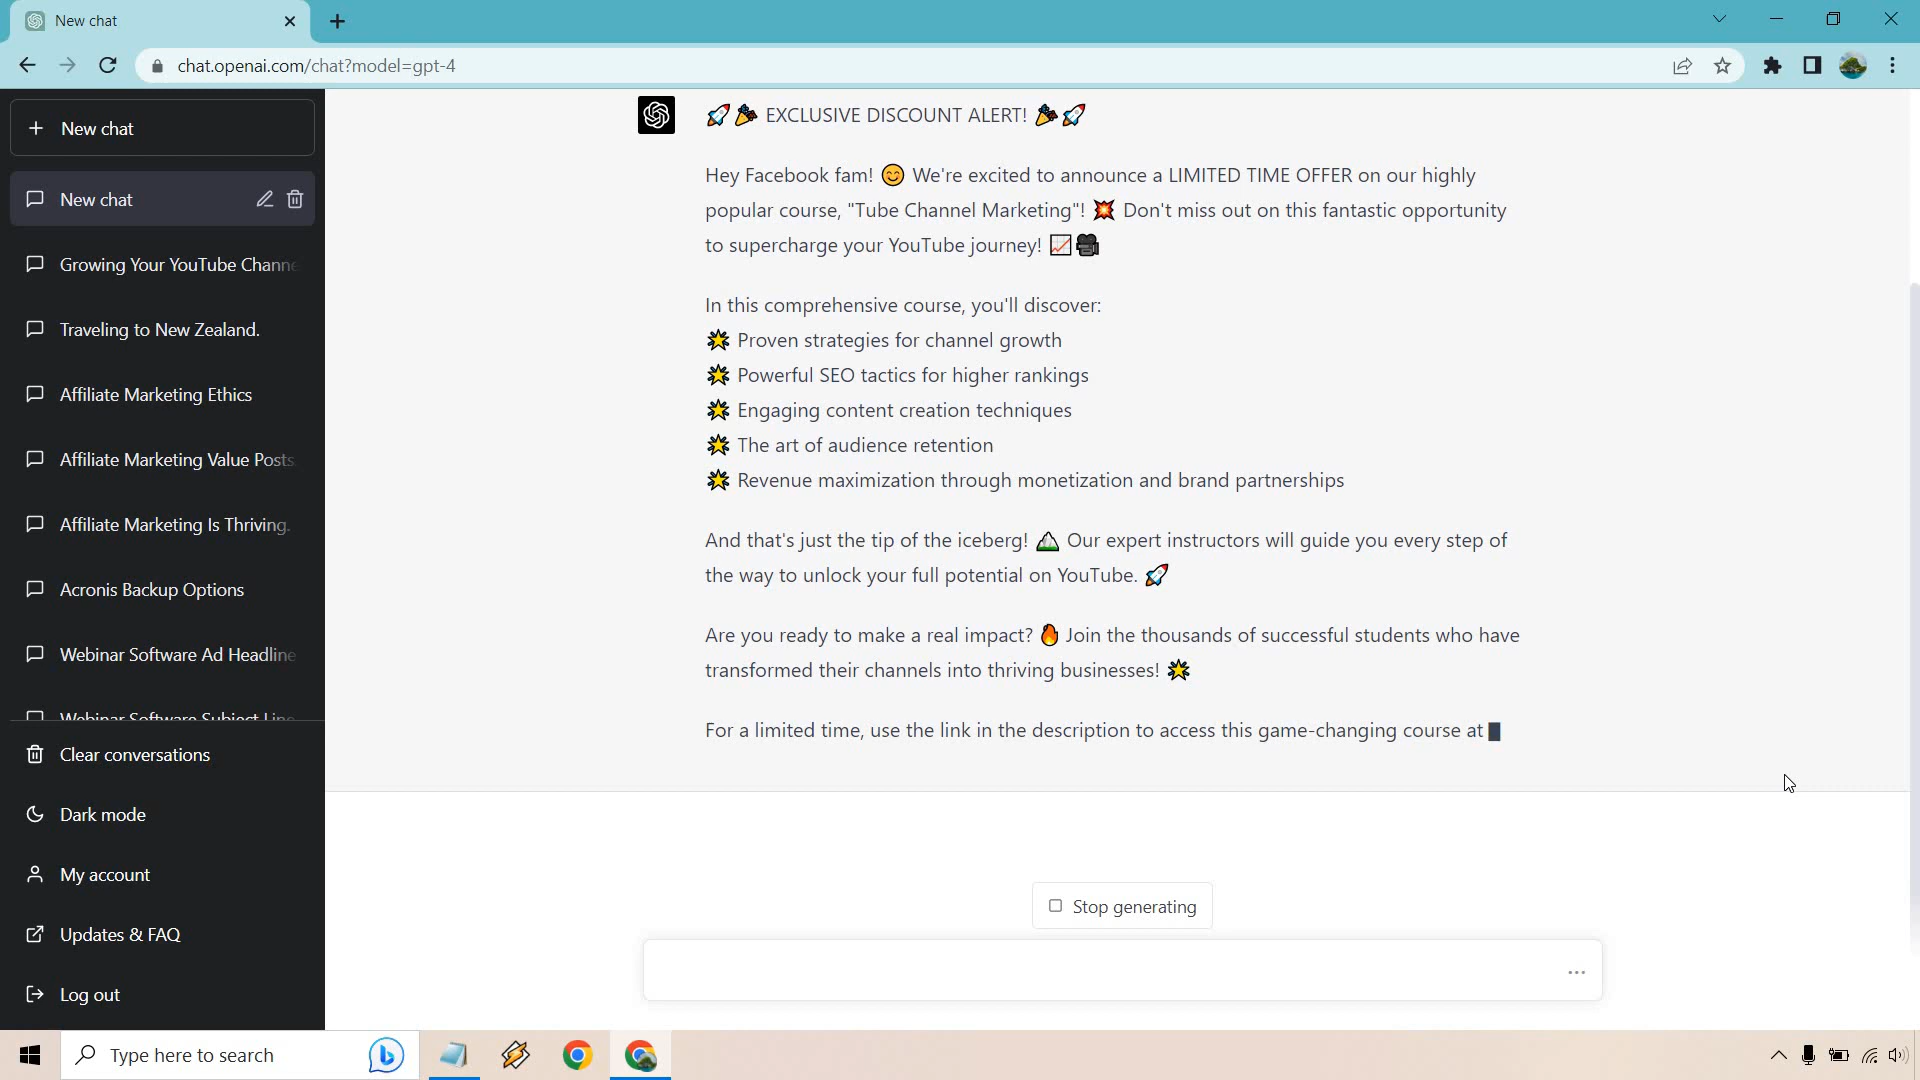 New chat
chat.openai.com/chat?model=gpt-4
New chat
New chat
Growing Your YouTube Channe
Traveling to New Zealand.
Affiliate Marketing Ethics
Affiliate Marketing Value Posts.
Affiliate Marketing Is Thriving.
Acronis Backup Options
Webinar Software Ad Headline
Webinar Software Subject Line
Clear conversations
Dark mode
My account
Updates & FAQ
Log out
🚀🎉 EXCLUSIVE DISCOUNT ALERT! 🎉🚀
Hey Facebook fam! 😊 We're excited to announce a LIMITED TIME OFFER on our highly
popular course, "Tube Channel Marketing"! 💥 Don't miss out on this fantastic opportunity
to supercharge your YouTube journey! 📈🎥
In this comprehensive course, you'll discover:
🌟 Proven strategies for channel growth
🌟 Powerful SEO tactics for higher rankings
🌟 Engaging content creation techniques
🌟 The art of audience retention
🌟 Revenue maximization through monetization and brand partnerships
And that's just the tip of the iceberg! 🏔 Our expert instructors will guide you every step of
the way to unlock your full potential on YouTube. 🚀
Are you ready to make a real impact? 🔥 Join the thousands of successful students who have
transformed their channels into thriving businesses! 🌟
For a limited time, use the link in the description to access this game-changing course at
Stop generating
Type here to search